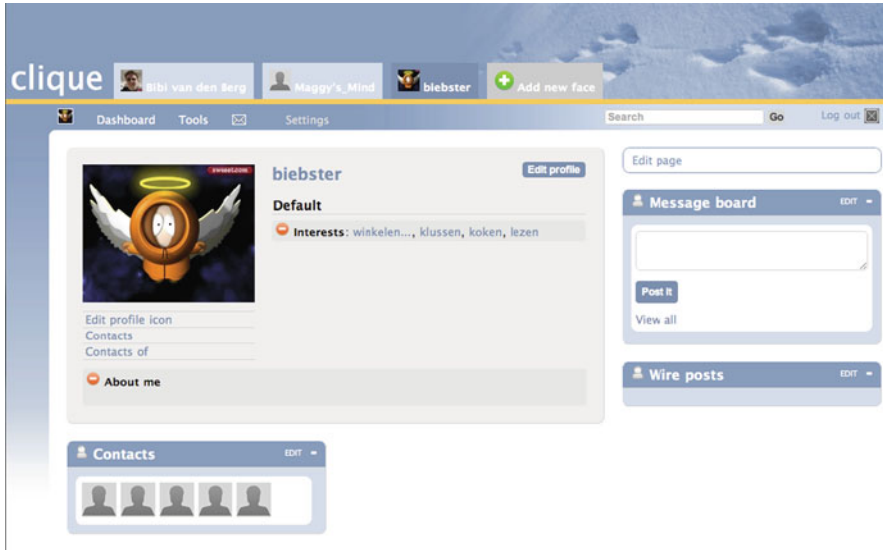 clique
Bibi van den Berg
Maggy's_Mind
biebster
Add new face
Dashboard Tools Settings
Search
Go
Log out
biebster
Edit profile
Default
Interests: winkelen..., klussen, koken, lezen
Edit profile icon
Contacts
Contacts of
About me
Contacts EDIT -
Edit page
Message board EDIT -
Post it
View all
Wire posts EDIT -